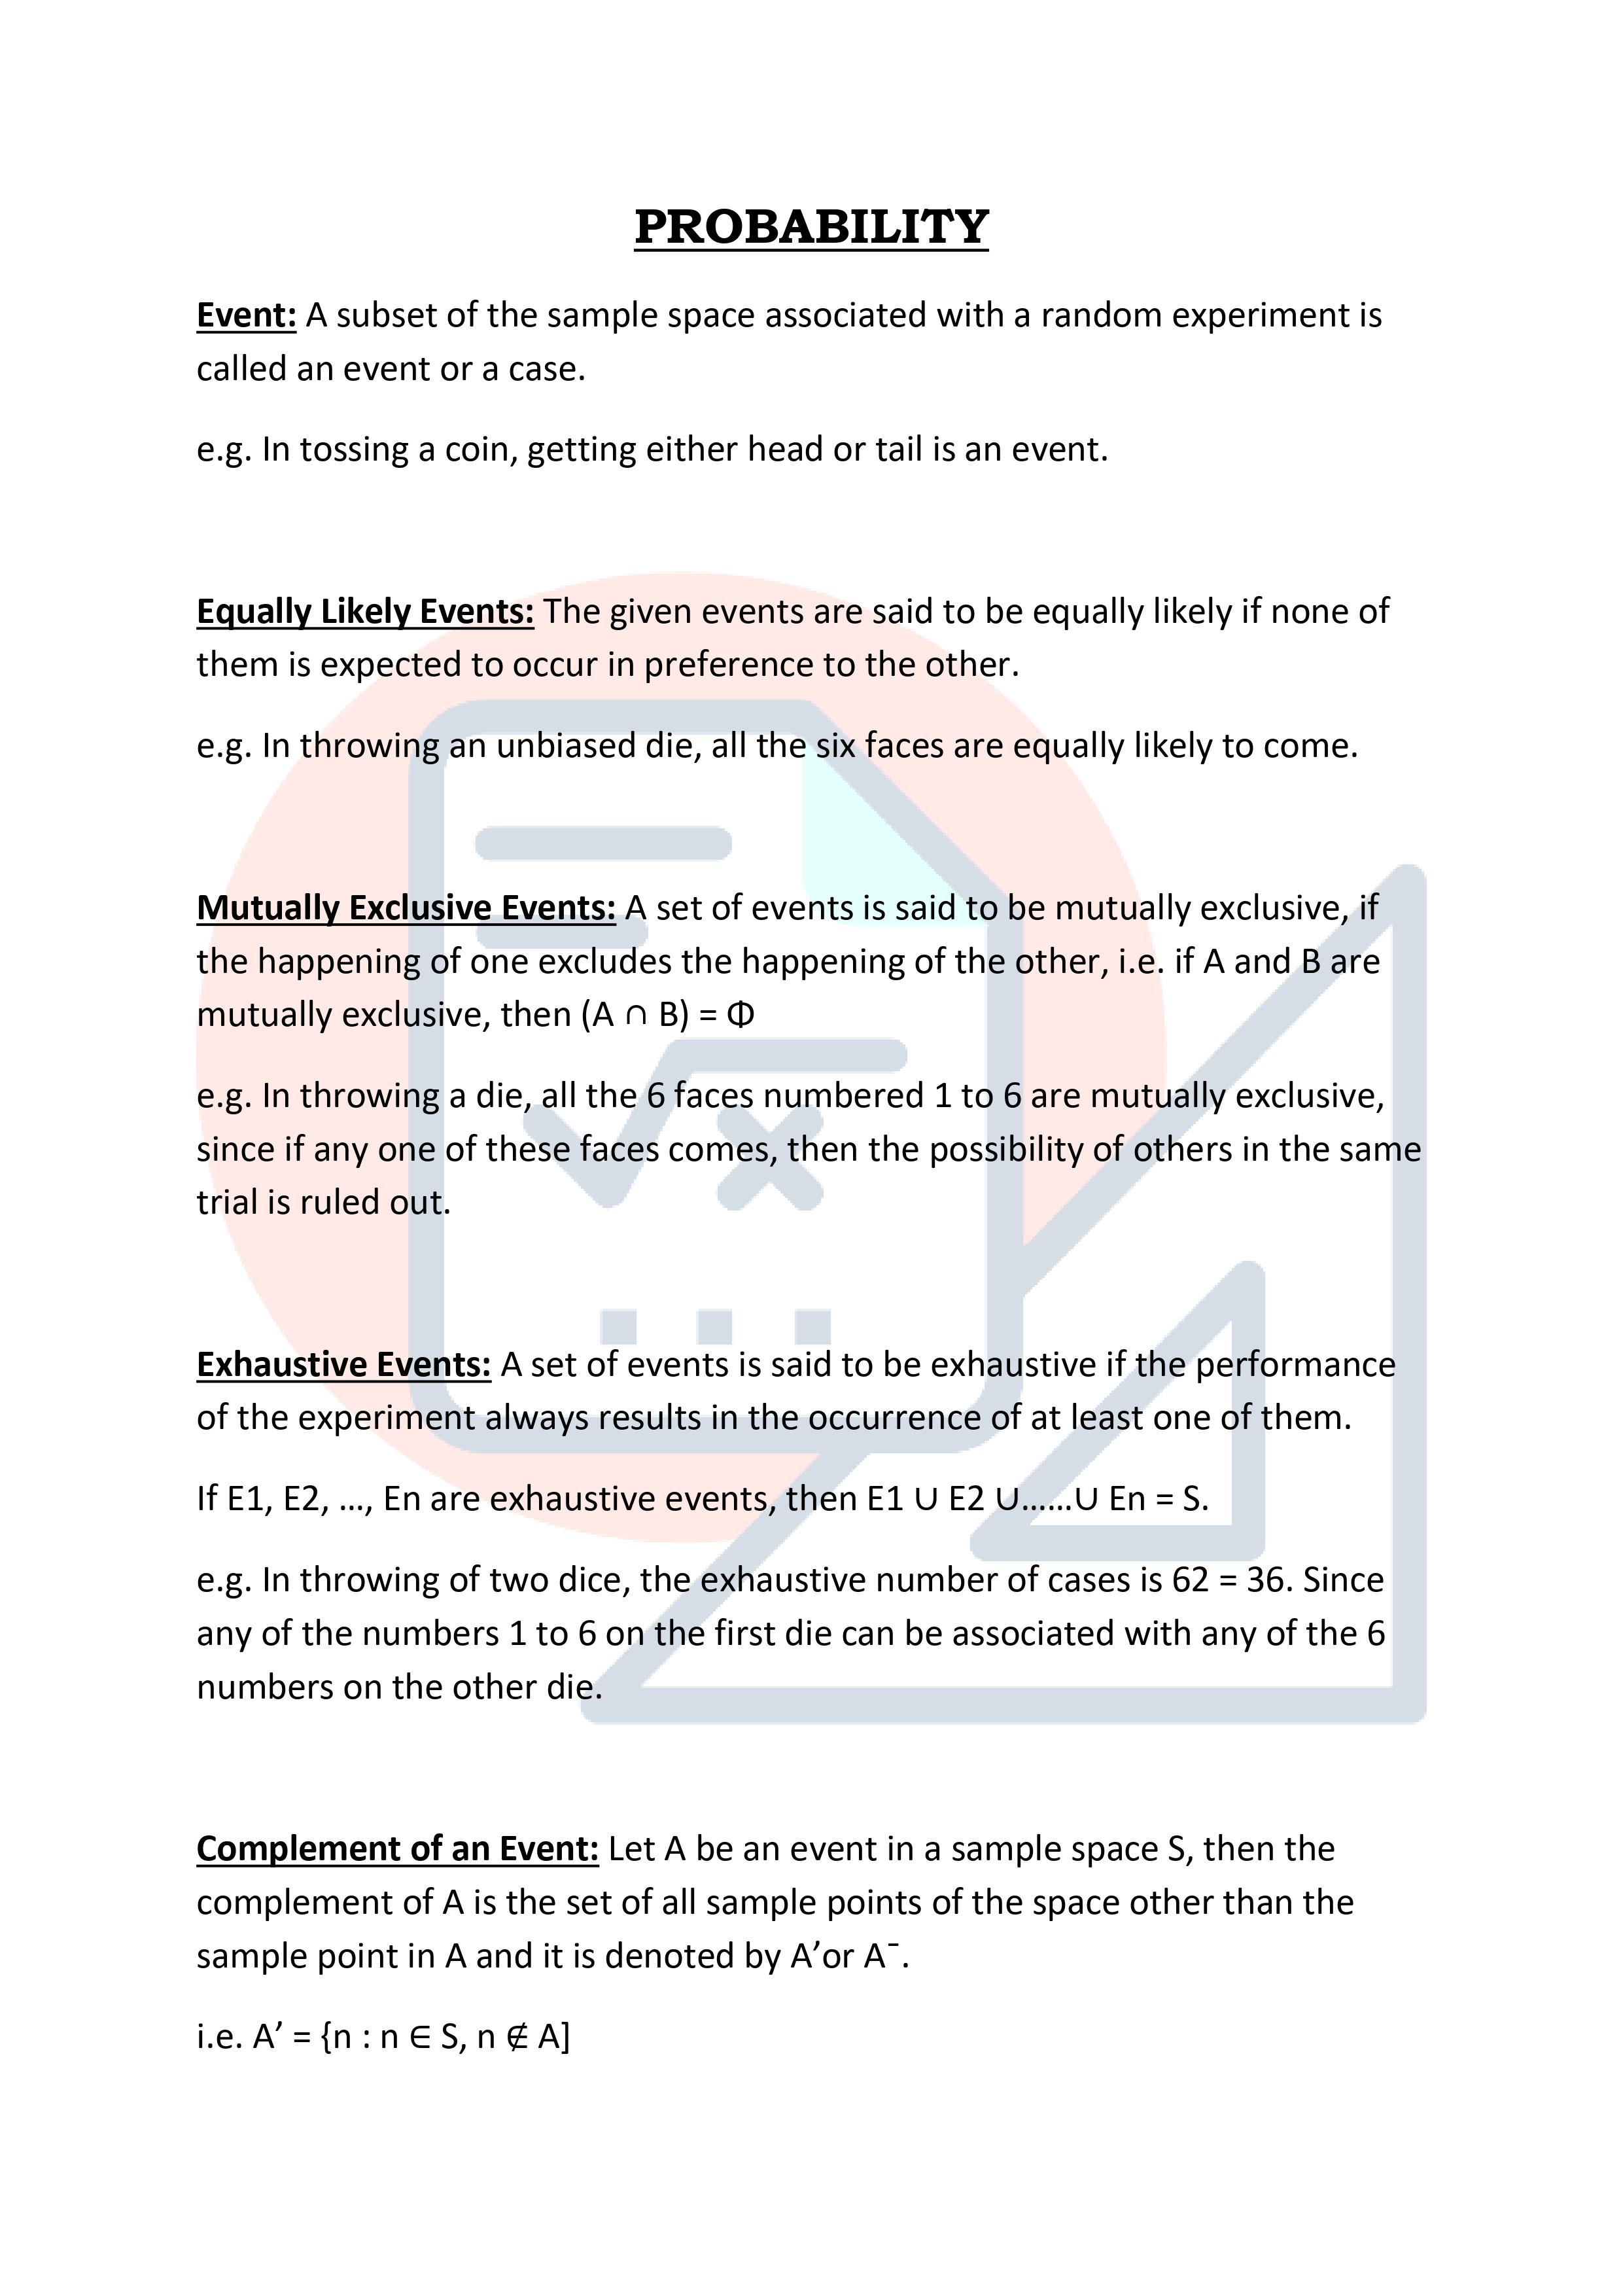 PROBABILITY
Event: A subset of the sample space associated with a random experiment is
called an event or a case.
e.g. In tossing a coin, getting either head or tail is an event.
Equally Likely Events: The given events are said to be equally likely if none of
them is expected to occur in preference to the other.
e.g. In throwing an unbiased die, all the six faces are equally likely to come.
Mutually Exclusive Events: A set of events is said to be mutually exclusive, if
the happening of one excludes the happening of the other, i.e. if A and B are
mutually exclusive, then (A ∩ B) = Φ
e.g. In throwing a die, all the 6 faces numbered 1 to 6 are mutually exclusive,
since if any one of these faces comes, then the possibility of others in the same
trial is ruled out.
Exhaustive Events: A set of events is said to be exhaustive if the performance
of the experiment always results in the occurrence of at least one of them.
If E1, E2, …, En are exhaustive events, then E1 ∪ E2 ∪……∪ En = S.
e.g. In throwing of two dice, the exhaustive number of cases is 62 = 36. Since
any of the numbers 1 to 6 on the first die can be associated with any of the 6
numbers on the other die.
Complement of an Event: Let A be an event in a sample space S, then the
complement of A is the set of all sample points of the space other than the
sample point in A and it is denoted by A’or A¯.
i.e. A’ = {n : n ∈ S, n ∉ A]